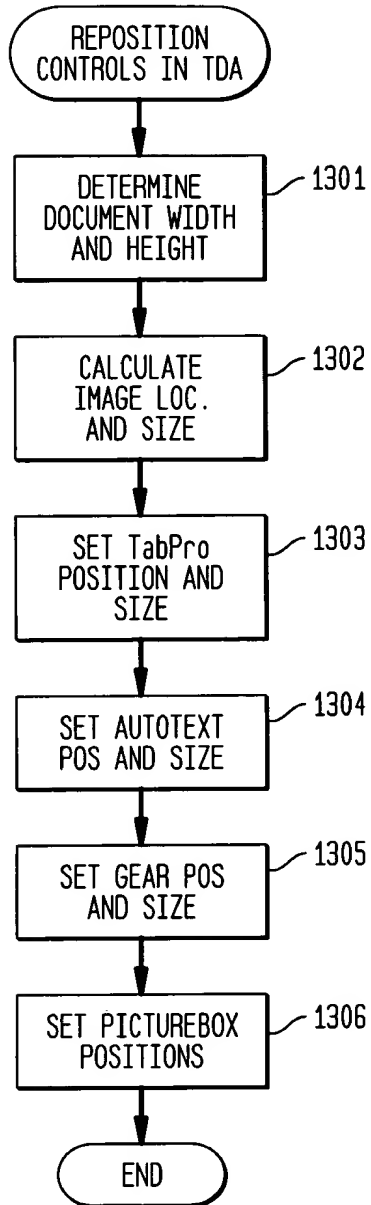 REPOSITION
CONTROLS IN TDA
DETERMINE
DOCUMENT WIDTH
AND HEIGHT
1301
CALCULATE
IMAGE LOC.
AND SIZE
1302
SET TabPro
POSITION AND
SIZE
1303
SET AUTOTEXT
POS AND SIZE
1304
SET GEAR POS
AND SIZE
1305
SET PICTUREBOX
POSITIONS
1306
END